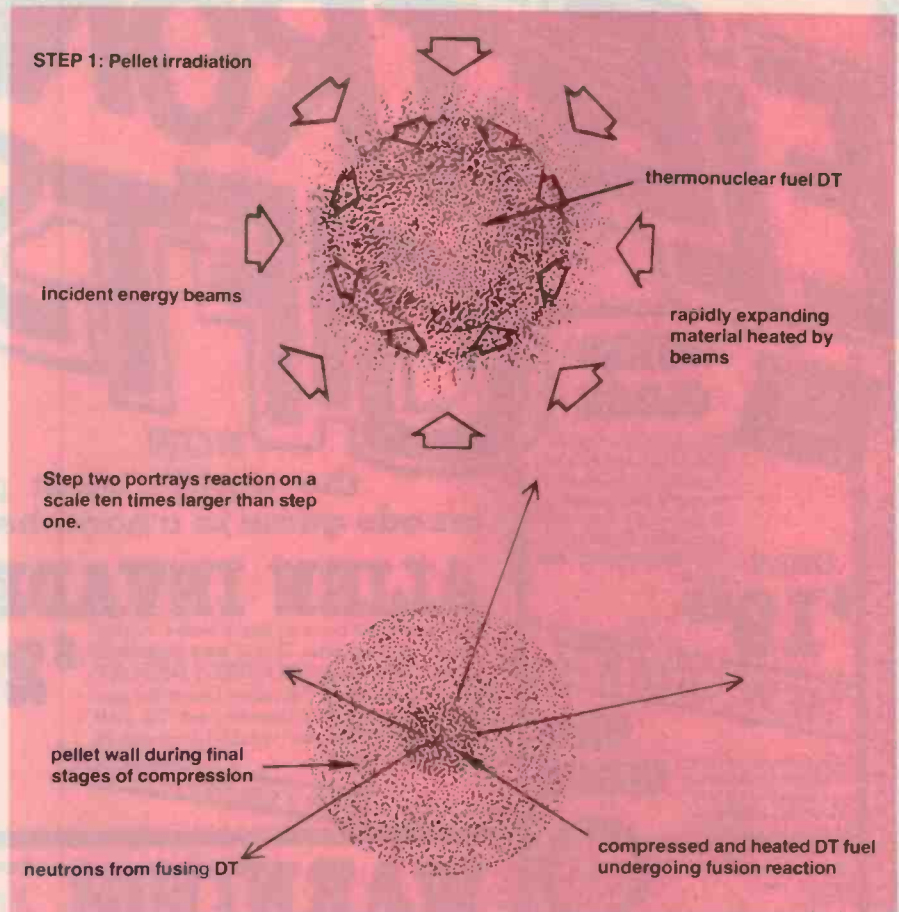 STEP 1: Pellet irradiation
thermonuclear fuel DT
incident energy beams
rapidly expanding
material heated by
beams
Step two portrays reaction on a
scale ten times larger than step
one.
ALIEN INVADE
pellet wall during final
stages of compression
neutrons from fusing DT
compressed and heated DT fuel
undergoing fusion reaction